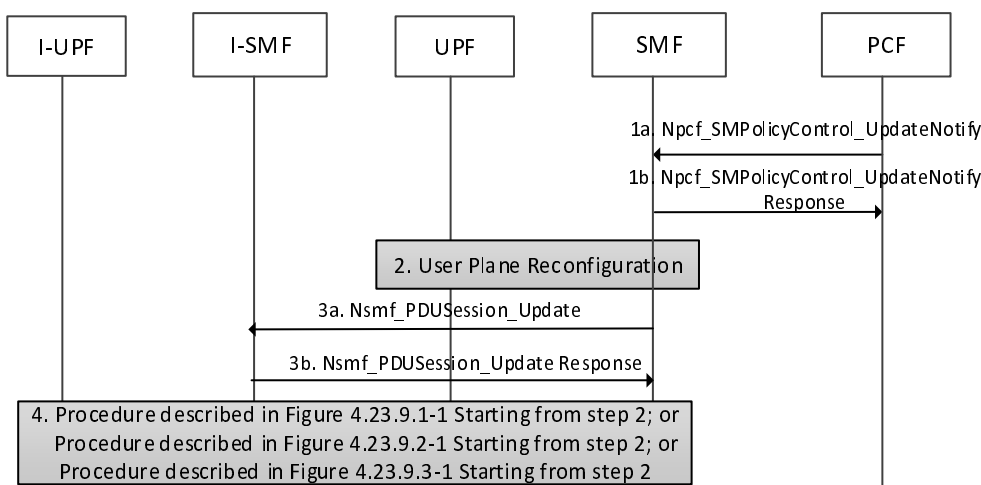 I-UPF
I-SMF
UPF
SMF
PCF
1a. Npcf_SMPolicyControl_UpdateNotify
1b. Npcf_SMPolicyControl_UpdateNotify
Response
2. User Plane Reconfiguration
3a. Nsmf_PDUSession_Update
3b. Nsmf_PDUSession_Update Response
4. Procedure described in Figure 4.23.9.1-1 Starting from step 2; or
Procedure described in Figure 4.23.9.2-1 Starting from step 2; or
Procedure described in Figure 4.23.9.3-1 Starting from step 2